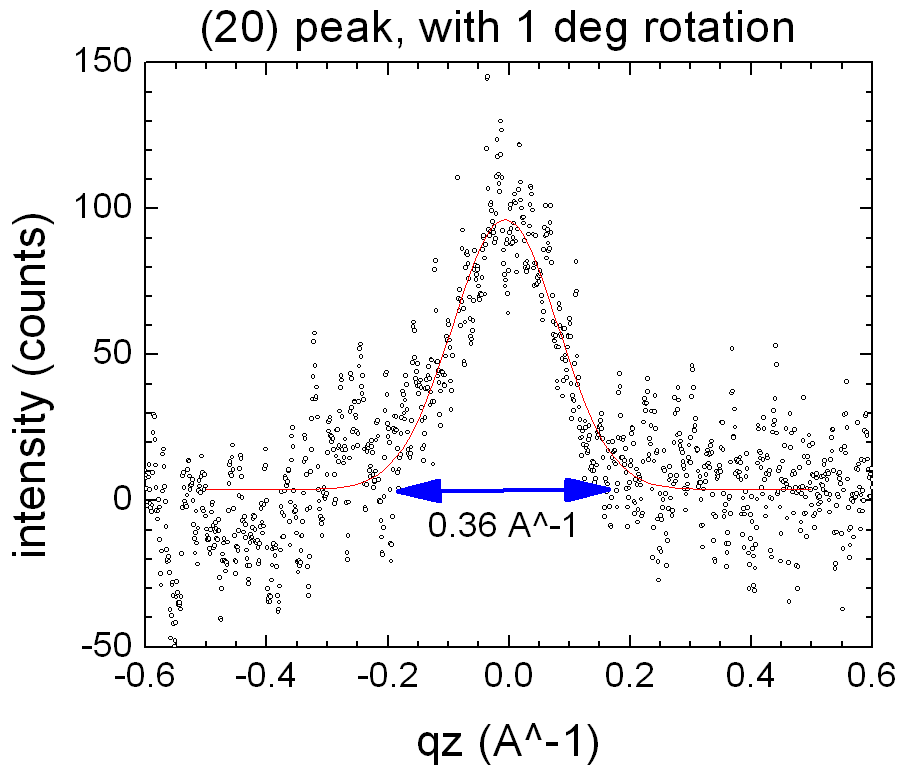 (20) peak, with 1 deg rotation
150
100
50
0
-50
intensity (counts)
0.36 A^-1
-0.6 -0.4 -0.2 0.0 0.2 0.4 0.6
qz (A^-1)